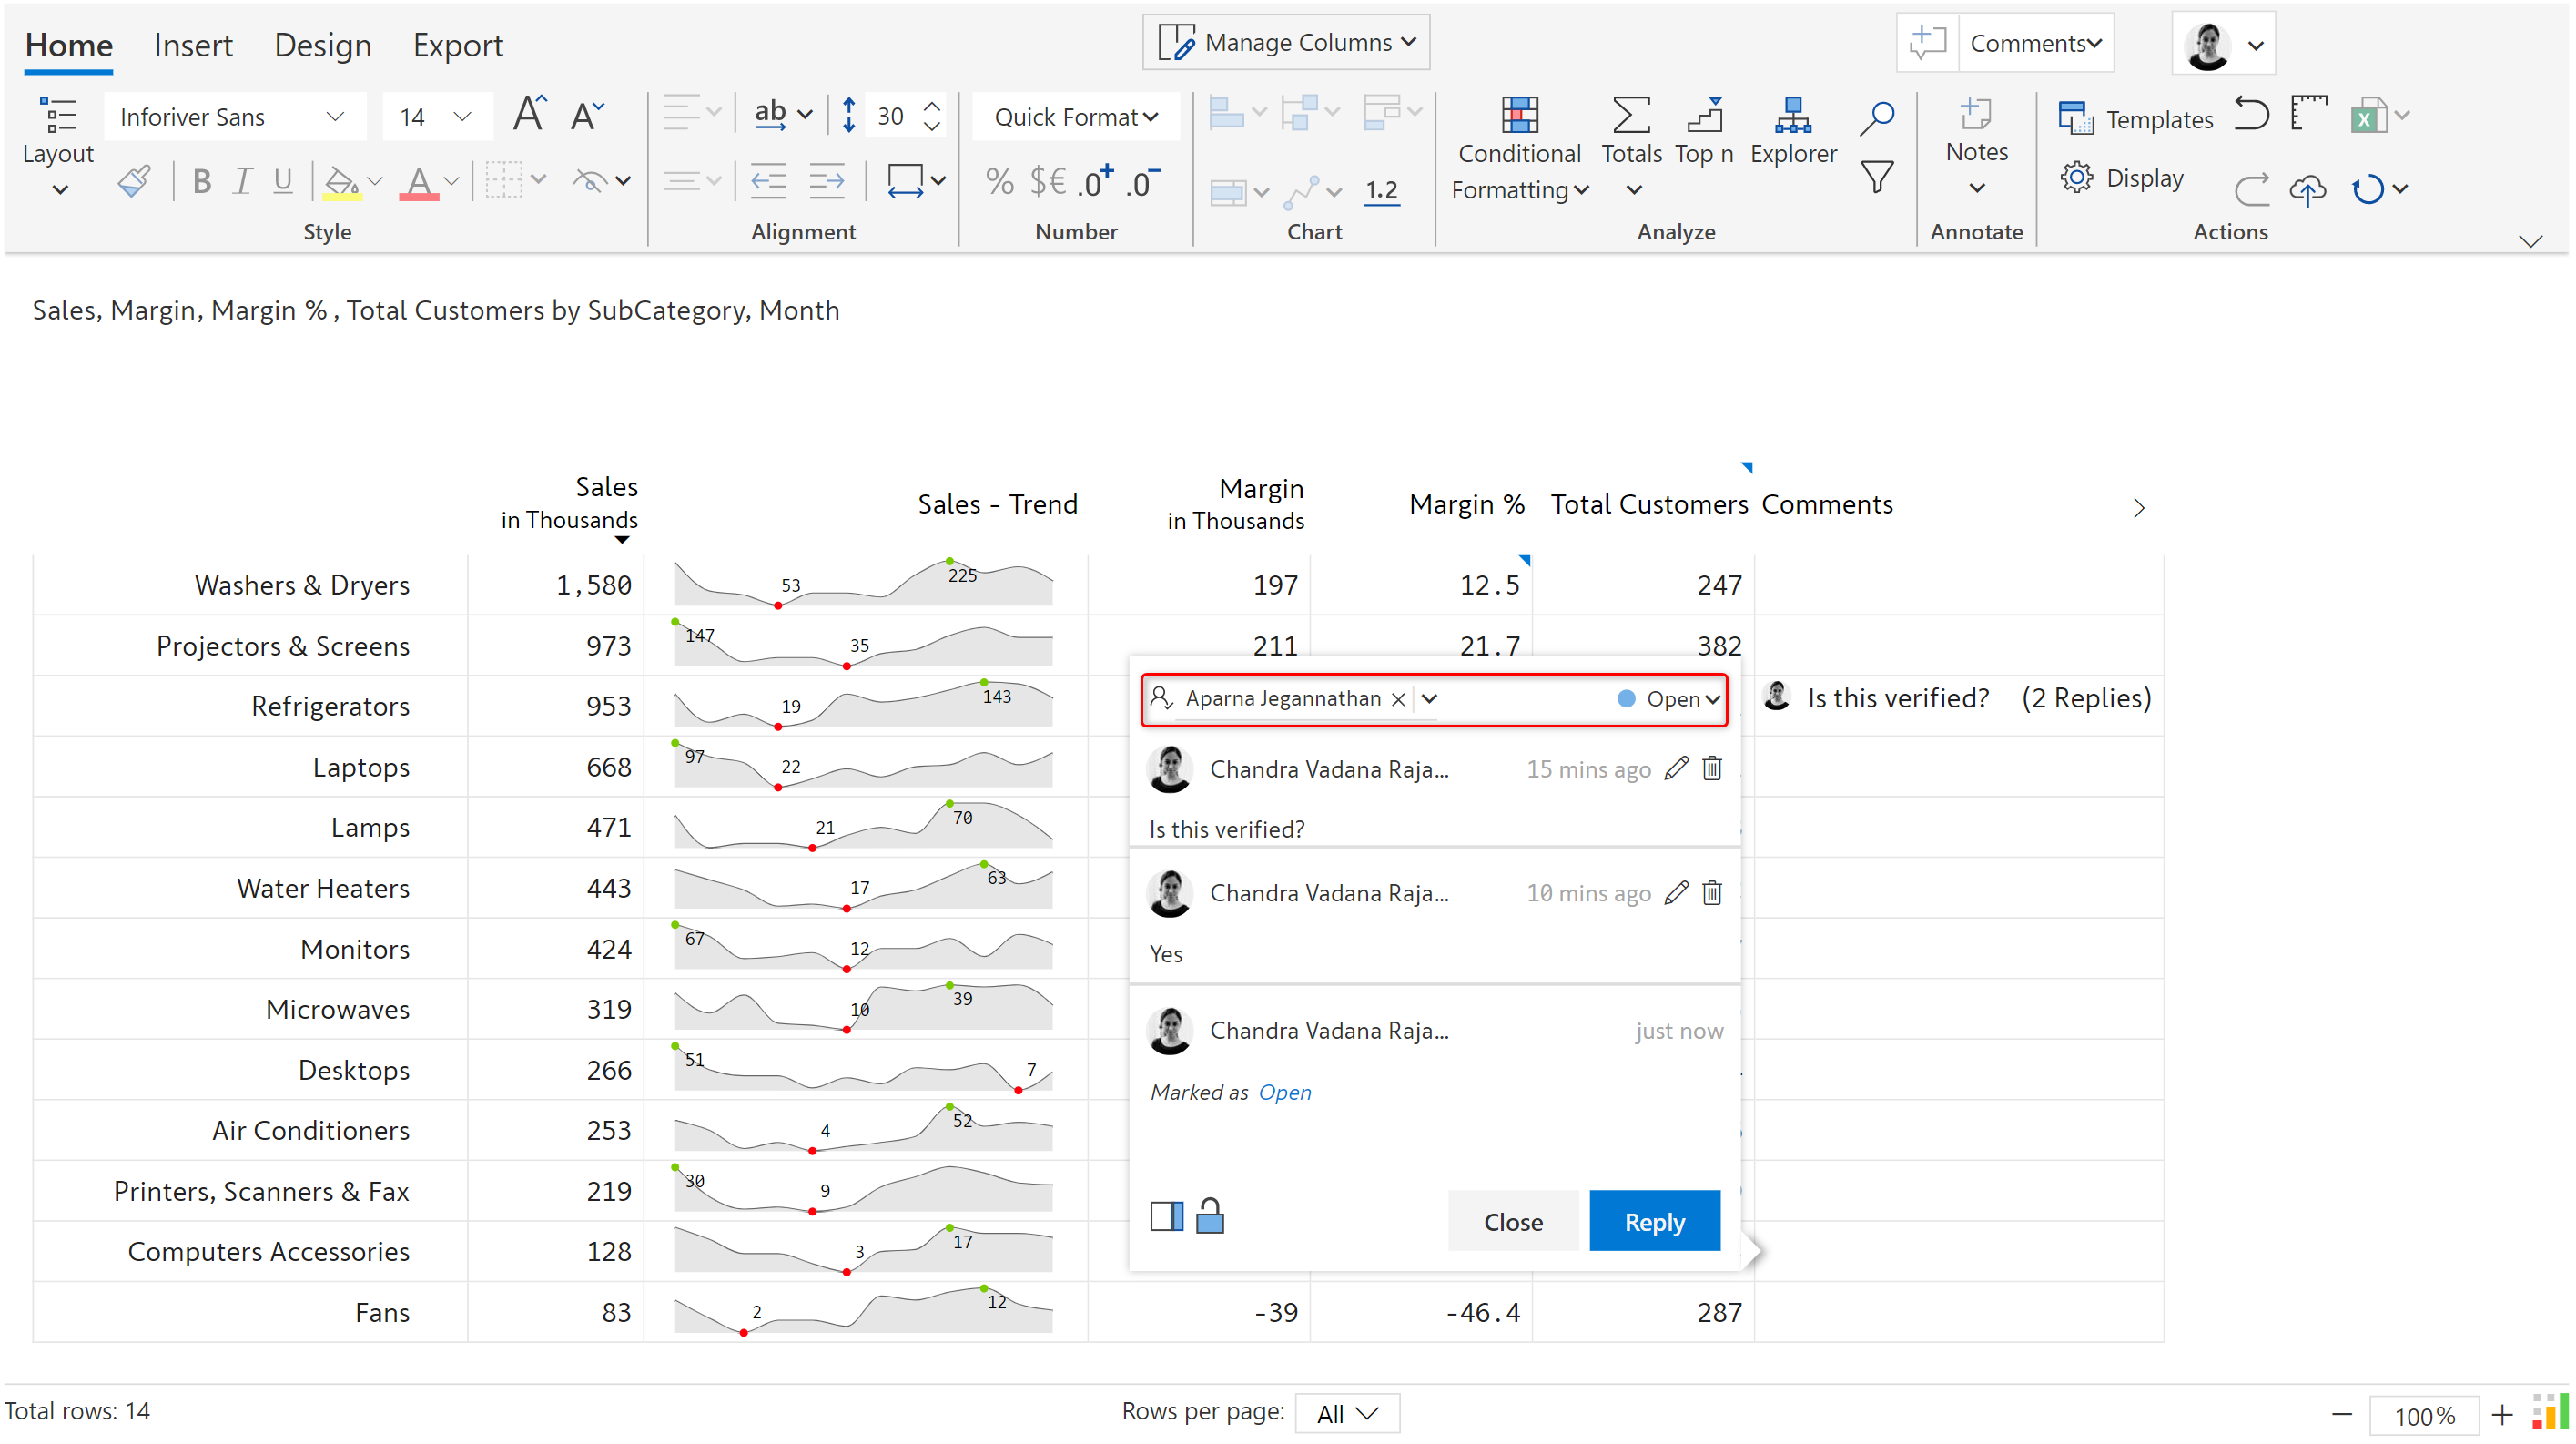 Home Insert Design Export Manage Columns Comments
Inforiver Sans 14 ab 30 Quick Format
Layout Conditional Formatting Totals Top n Explorer Notes Templates
B I U A % $€ .0+ .0- 1.2 Display
Style Alignment Number Chart Analyze Annotate Actions
Sales, Margin, Margin % , Total Customers by SubCategory, Month
Sales in Thousands Sales - Trend Margin in Thousands Margin % Total Customers Comments
Washers & Dryers 1,580 53 225 197 12.5 247
Projectors & Screens 973 147 35 211 21.7 382
Refrigerators 953 19 143 Is this verified? (2 Replies)
Laptops 668 97 22
Lamps 471 21 70
Water Heaters 443 17 63
Monitors 424 67 12
Microwaves 319 10 39
Desktops 266 51 7
Air Conditioners 253 4 52
Printers, Scanners & Fax 219 30 9
Computers Accessories 128 3 17
Fans 83 2 12 -39 -46.4 287
Aparna Jegannathan Open
Chandra Vadana Raja... 15 mins ago
Is this verified?
Chandra Vadana Raja... 10 mins ago
Yes
Chandra Vadana Raja... just now
Marked as Open
Close Reply
Total rows: 14 Rows per page: All 100%